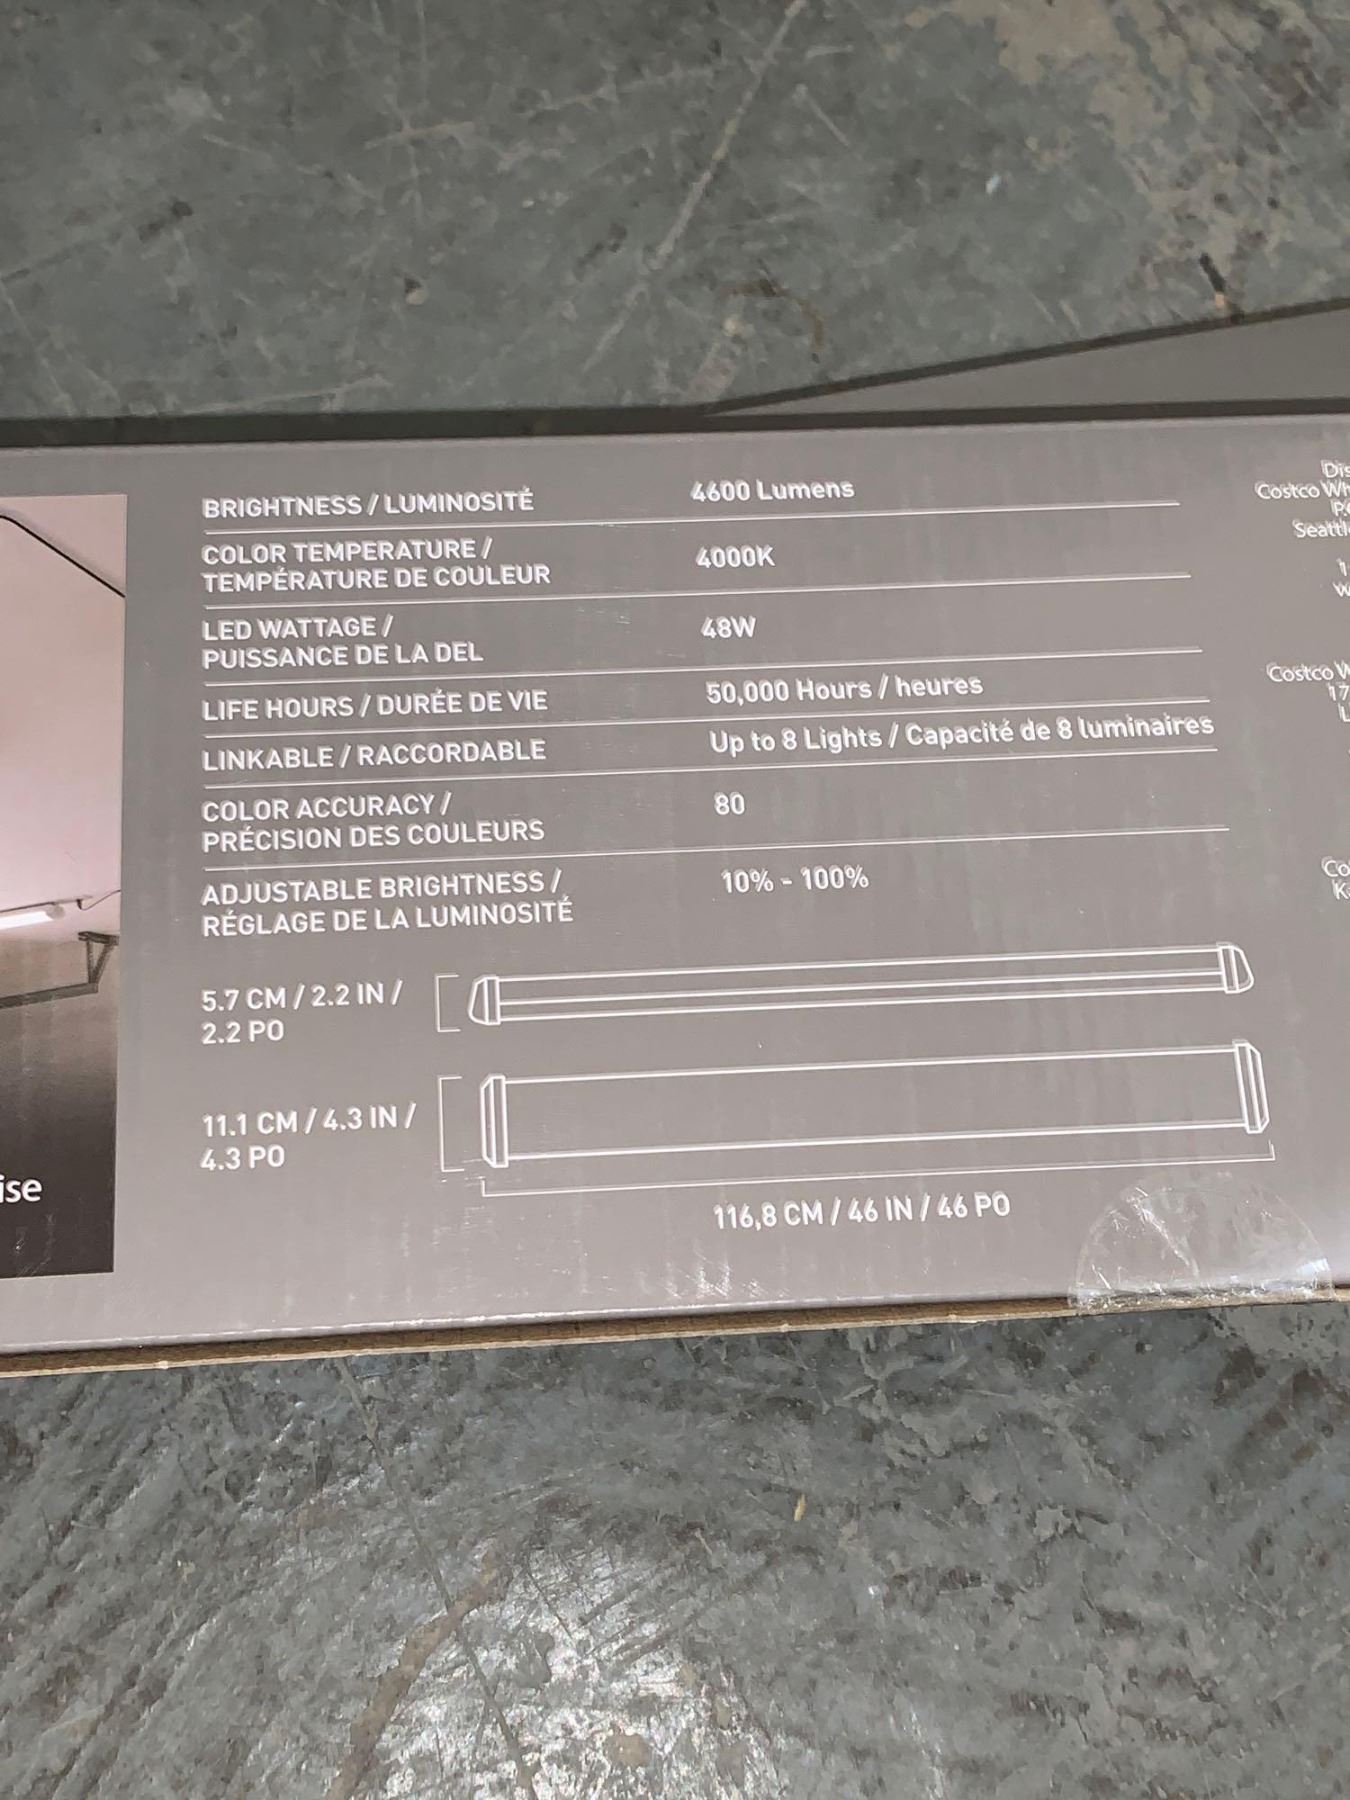 BRIGHTNESS / LUMINOSITÉ 4600 Lumens
COLOR TEMPERATURE /
TEMPÉRATURE DE COULEUR 4000K
LED WATTAGE /
PUISSANCE DE LA DEL 48W
LIFE HOURS / DURÉE DE VIE 50,000 Hours / heures
LINKABLE / RACCORDABLE Up to 8 Lights / Capacité de 8 luminaires
COLOR ACCURACY /
PRÉCISION DES COULEURS 80
ADJUSTABLE BRIGHTNESS /
RÉGLAGE DE LA LUMINOSITÉ 10% - 100%
5.7 CM / 2.2 IN /
2.2 PO
11.1 CM / 4.3 IN /
4.3 PO
116,8 CM / 46 IN / 46 PO
ise
Costco
Costco